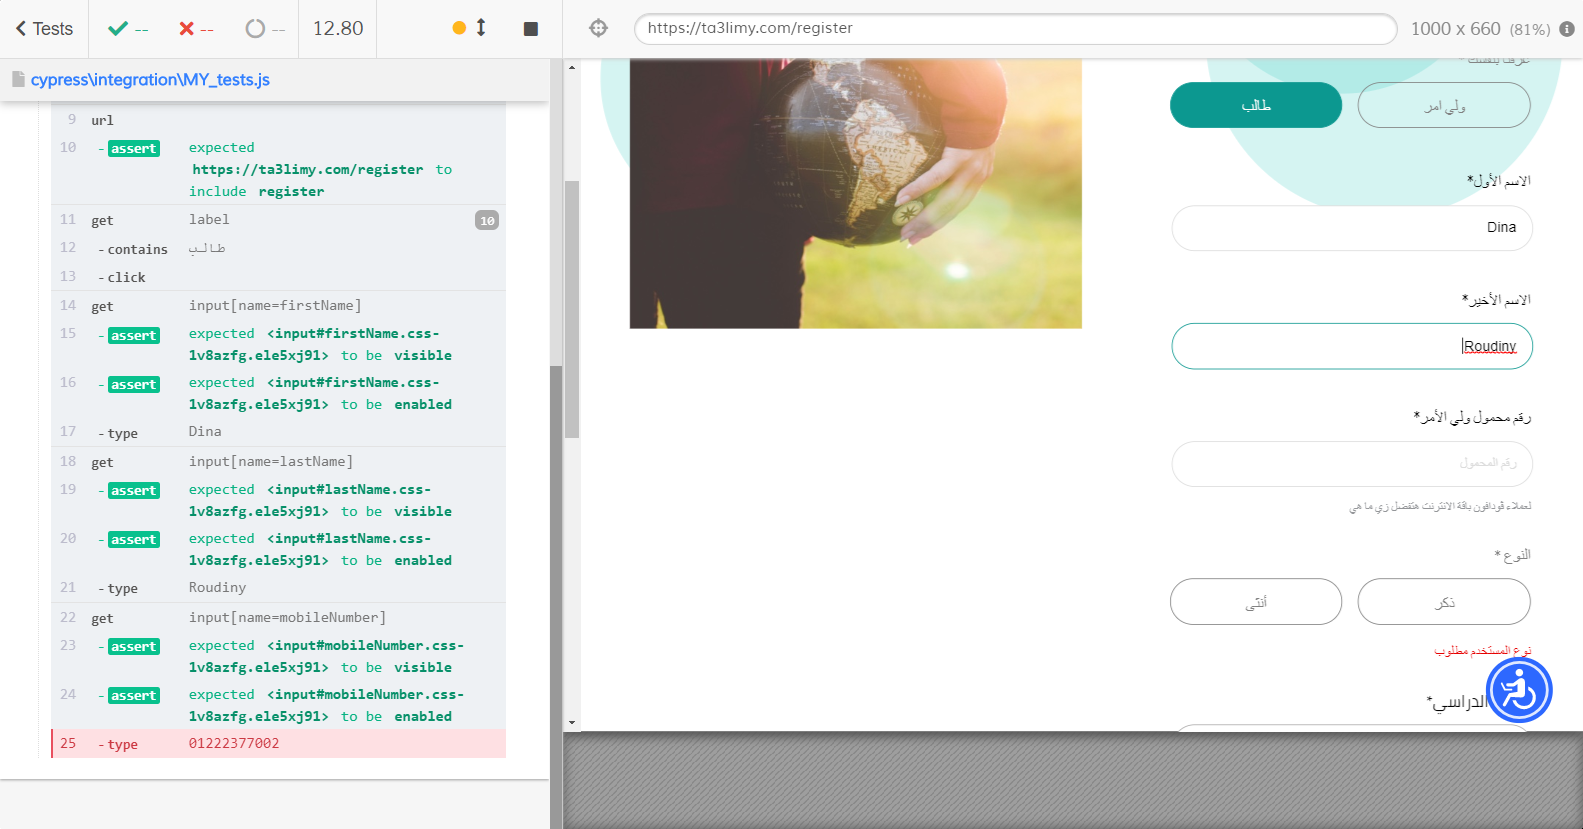 Tests
--
--
--
12.80
https://ta3limy.com/register
1000 x 660 (81%)
cypress\integration\MY_tests.js
9 url
10 - assert expected
https://ta3limy.com/register to
include register
11 get label 10
12 - contains طالب
13 - click
14 get input[name=firstName]
15 - assert expected <input#firstName.css-
1v8azfg.ele5xj91> to be visible
16 - assert expected <input#firstName.css-
1v8azfg.ele5xj91> to be enabled
17 - type Dina
18 get input[name=lastName]
19 - assert expected <input#lastName.css-
1v8azfg.ele5xj91> to be visible
20 - assert expected <input#lastName.css-
1v8azfg.ele5xj91> to be enabled
21 - type Roudiny
22 get input[name=mobileNumber]
23 - assert expected <input#mobileNumber.css-
1v8azfg.ele5xj91> to be visible
24 - assert expected <input#mobileNumber.css-
1v8azfg.ele5xj91> to be enabled
25 - type 01222377002
عرفنا بنفسك *
ولي امر
طالب
الاسم الأول*
Dina
الاسم الأخير*
Roudiny
رقم محمول ولي الأمر*
رقم المحمول
لعملاء ڤودافون باقة الانترنت هتفضل زي ما هي
النوع *
ذكر
أنثى
نوع المستخدم مطلوب
الدراسي*